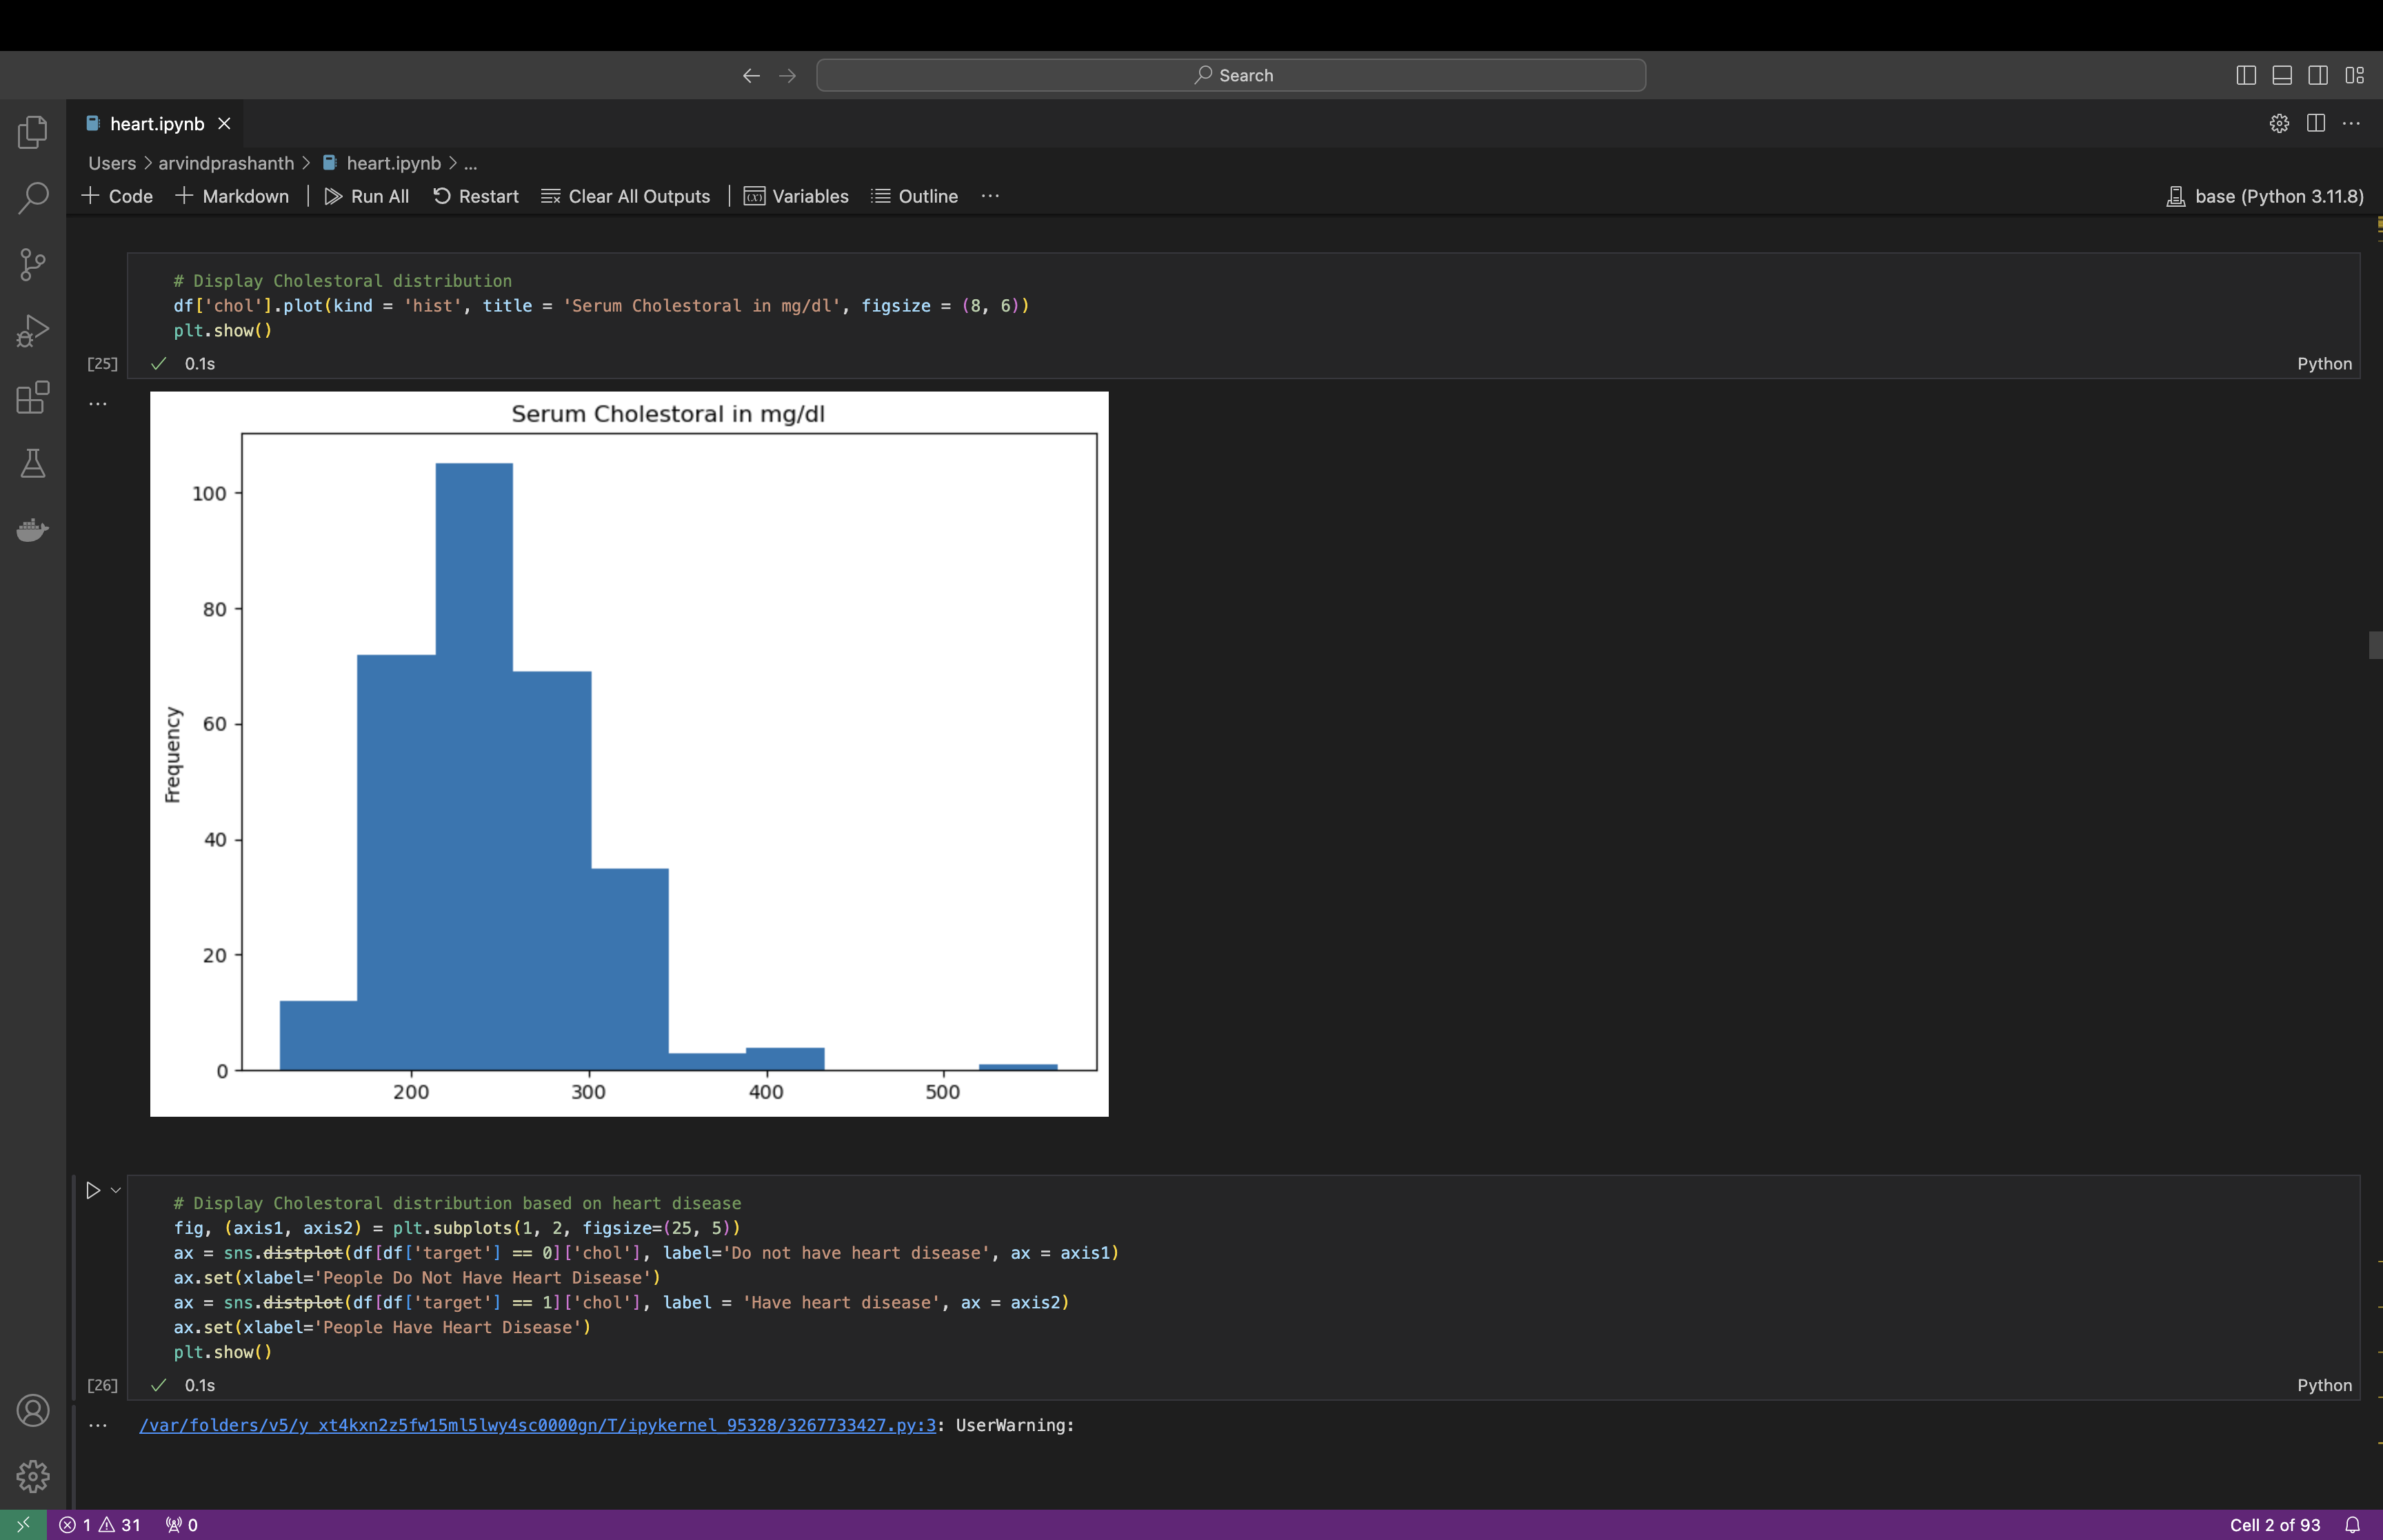 Search
heart.ipynb
Users > arvindprashanth > heart.ipynb > ...
Code Markdown Run All Restart Clear All Outputs Variables Outline ... base (Python 3.11.8)
# Display Cholestoral distribution
df['chol'].plot(kind = 'hist', title = 'Serum Cholestoral in mg/dl', figsize = (8, 6))
plt.show()
[25] 0.1s Python
Serum Cholestoral in mg/dl
100
80
60
40
20
0
Frequency
200 300 400 500
# Display Cholestoral distribution based on heart disease
fig, (axis1, axis2) = plt.subplots(1, 2, figsize=(25, 5))
ax = sns.distplot(df[df['target'] == 0]['chol'], label='Do not have heart disease', ax = axis1)
ax.set(xlabel='People Do Not Have Heart Disease')
ax = sns.distplot(df[df['target'] == 1]['chol'], label = 'Have heart disease', ax = axis2)
ax.set(xlabel='People Have Heart Disease')
plt.show()
[26] 0.1s Python
/var/folders/v5/y_xt4kxn2z5fw15ml5lwy4sc0000gn/T/ipykernel_95328/3267733427.py:3: UserWarning:
1 31 0 Cell 2 of 93